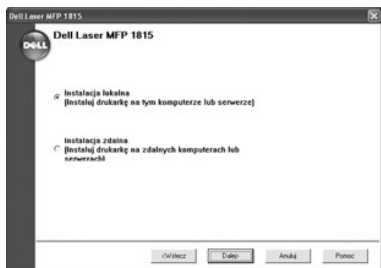 Dell Laser MFP 1815
DELL
Dell Laser MFP 1815
Instalacja lokalna
(Instaluj drukarkę na tym komputerze lub serwerze)
Instalacja zdalna
(Instaluj drukarkę na zdalnych komputerach lub
serwerach)
<Wstecz Dalej> Anuluj Pomoc